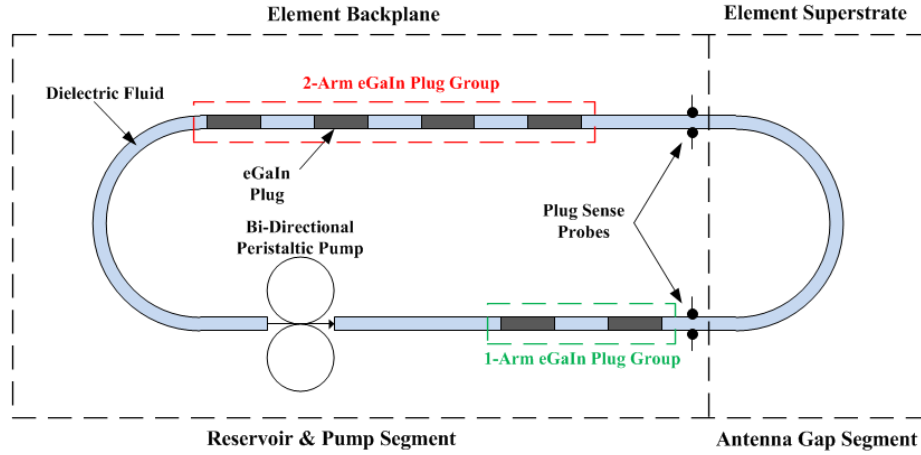 Element Backplane
Element Superstrate
2-Arm eGaIn Plug Group
Dielectric Fluid
eGaIn
Plug
Bi-Directional
Peristaltic Pump
Plug Sense
Probes
1-Arm eGaIn Plug Group
Reservoir & Pump Segment
Antenna Gap Segment